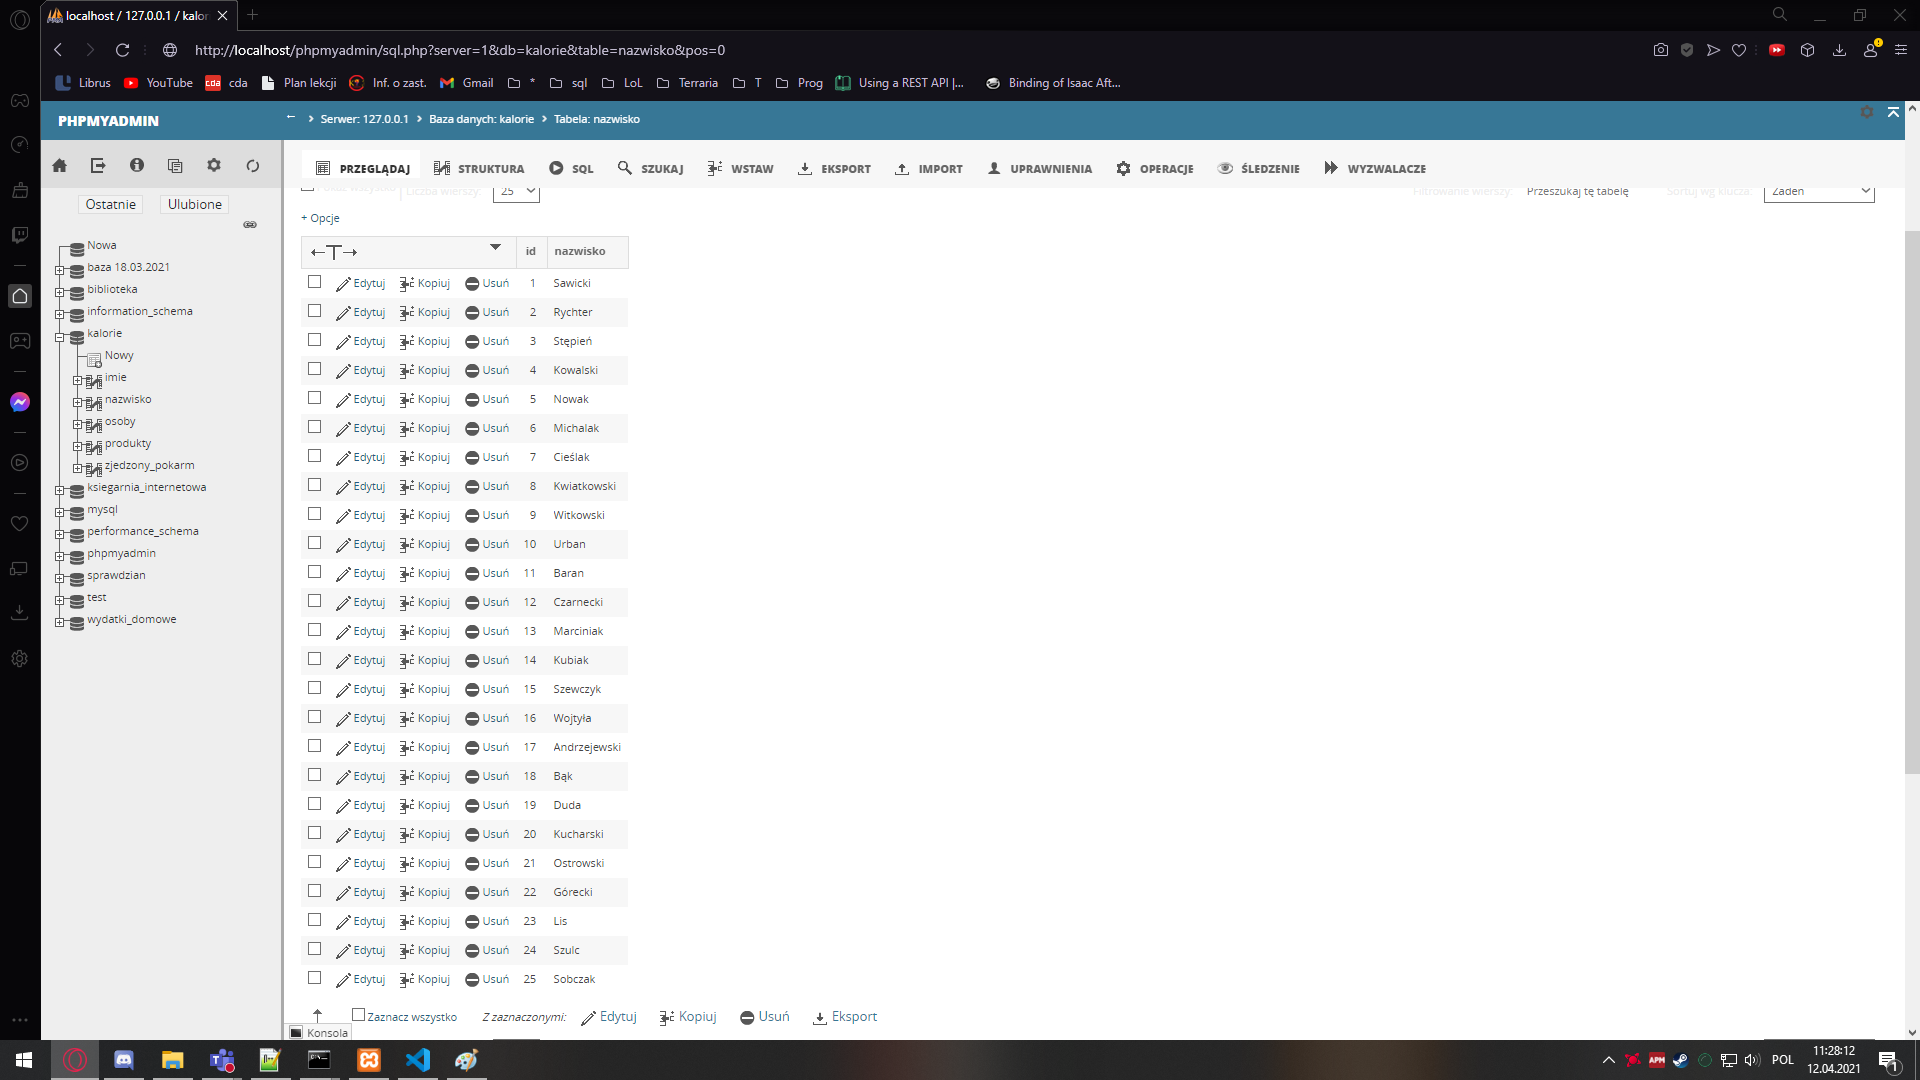 localhost / 127.0.0.1 / kalor
http://localhost/phpmyadmin/sql.php?server=1&db=kalorie&table=nazwisko&pos=0
Librus YouTube cda Plan lekcji Inf. o zast. Gmail * sql LoL Terraria T Prog Using a REST API |... Binding of Isaac Aft...
PHPMYADMIN
Serwer: 127.0.0.1 Baza danych: kalorie Tabela: nazwisko
PRZEGLĄDAJ STRUKTURA SQL SZUKAJ WSTAW EKSPORT IMPORT UPRAWNIENIA OPERACJE ŚLEDZENIE WYZWALACZE
Liczba wierszy: 25 Filtrowanie wierszy: Przeszukaj tę tabelę Sortuj wg klucza: Żaden
Ostatnie Ulubione
Nowa
baza 18.03.2021
biblioteka
information_schema
kalorie
Nowy
imie
nazwisko
osoby
produkty
zjedzony_pokarm
ksiegarnia_internetowa
mysql
performance_schema
phpmyadmin
sprawdzian
test
wydatki_domowe
+ Opcje
←T→ id nazwisko
Edytuj Kopiuj Usuń 1 Sawicki
Edytuj Kopiuj Usuń 2 Rychter
Edytuj Kopiuj Usuń 3 Stępień
Edytuj Kopiuj Usuń 4 Kowalski
Edytuj Kopiuj Usuń 5 Nowak
Edytuj Kopiuj Usuń 6 Michalak
Edytuj Kopiuj Usuń 7 Cieślak
Edytuj Kopiuj Usuń 8 Kwiatkowski
Edytuj Kopiuj Usuń 9 Witkowski
Edytuj Kopiuj Usuń 10 Urban
Edytuj Kopiuj Usuń 11 Baran
Edytuj Kopiuj Usuń 12 Czarnecki
Edytuj Kopiuj Usuń 13 Marciniak
Edytuj Kopiuj Usuń 14 Kubiak
Edytuj Kopiuj Usuń 15 Szewczyk
Edytuj Kopiuj Usuń 16 Wojtyła
Edytuj Kopiuj Usuń 17 Andrzejewski
Edytuj Kopiuj Usuń 18 Bąk
Edytuj Kopiuj Usuń 19 Duda
Edytuj Kopiuj Usuń 20 Kucharski
Edytuj Kopiuj Usuń 21 Ostrowski
Edytuj Kopiuj Usuń 22 Górecki
Edytuj Kopiuj Usuń 23 Lis
Edytuj Kopiuj Usuń 24 Szulc
Edytuj Kopiuj Usuń 25 Sobczak
Zaznacz wszystko Z zaznaczonymi: Edytuj Kopiuj Usuń Eksport
Konsola
APM POL 11:28:12
12.04.2021 1